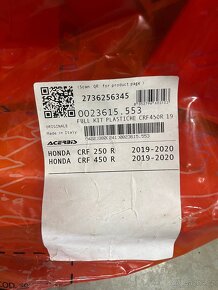 (Scan QR for product page )
2736256345
0023615.553
FULL KIT PLASTICHE CRF450R 19
ORIGINALE
Made in Italy
ACERBIS
HONDA CRF 250 R 2019-2020
HONDA CRF 450 R 2019-2020